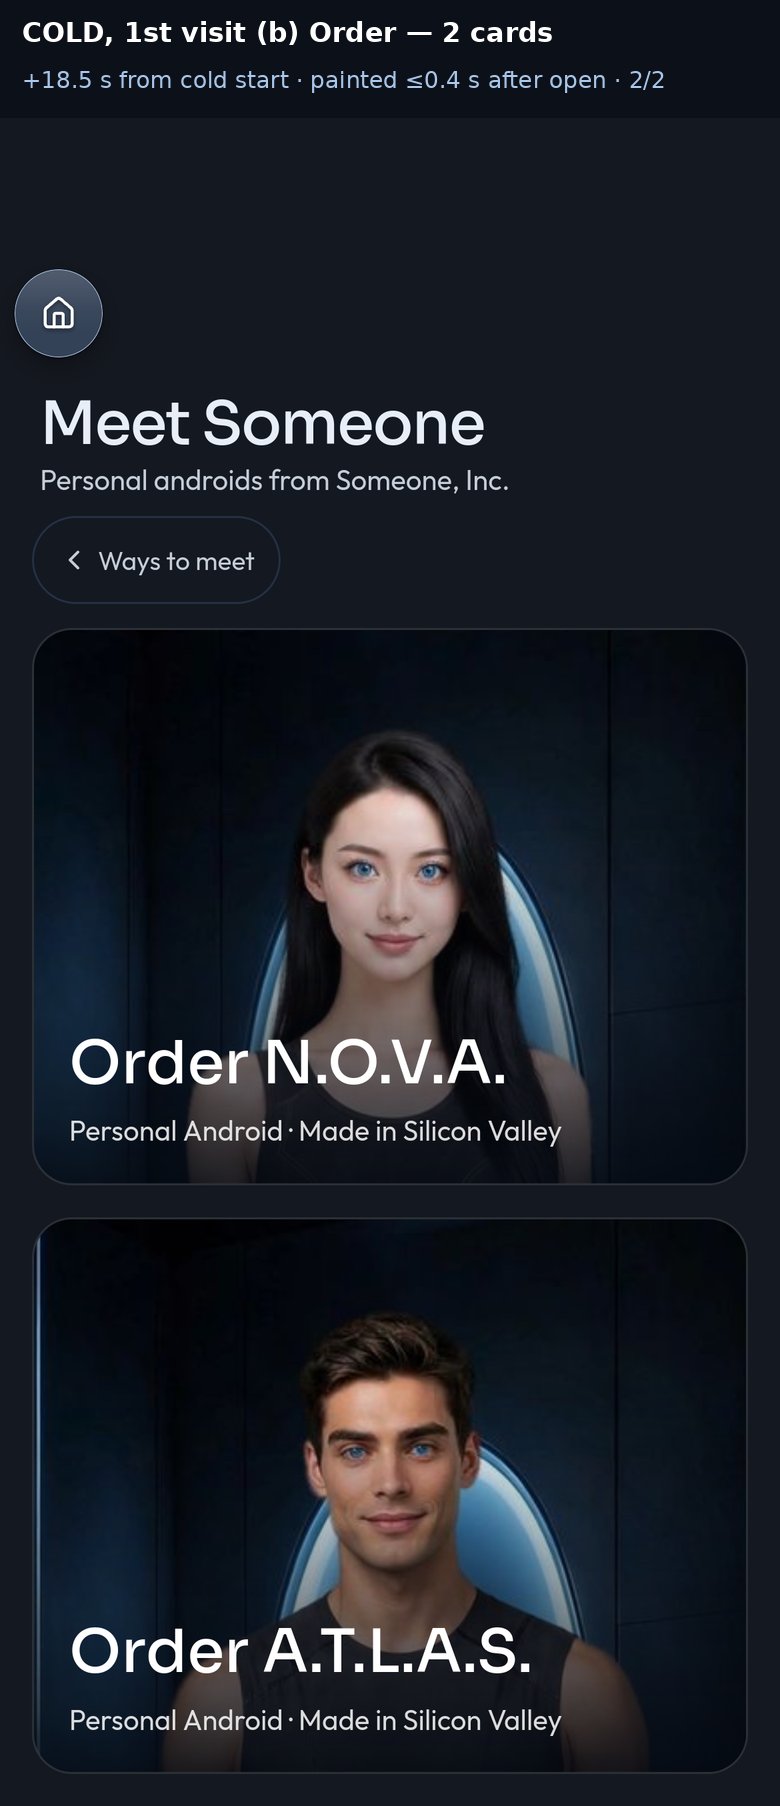 COLD, 1st visit (b) Order — 2 cards
+18.5 s from cold start · painted ≤0.4 s after open · 2/2
Meet Someone
Personal androids from Someone, Inc.
Ways to meet
Order N.O.V.A.
Personal Android · Made in Silicon Valley
Order A.T.L.A.S.
Personal Android · Made in Silicon Valley